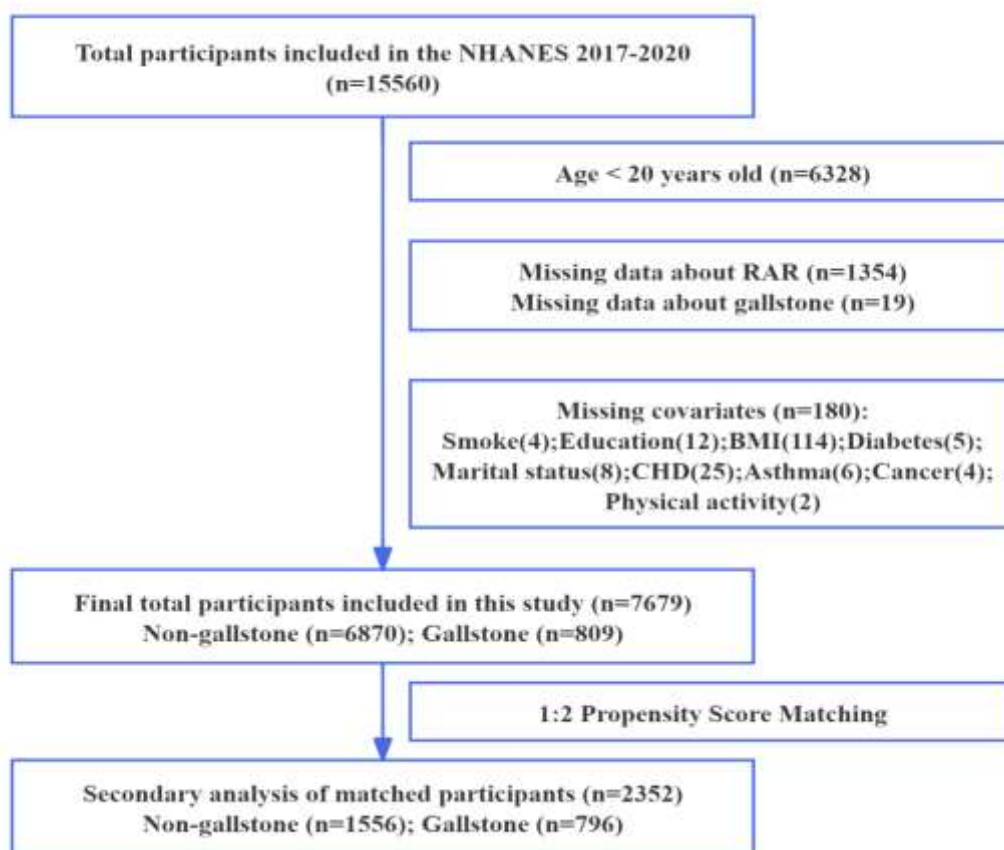 Total participants included in the NHANES 2017-2020
(n=15560)
Age < 20 years old (n=6328)
Missing data about RAR (n=1354)
Missing data about gallstone (n=19)
Missing covariates (n=180):
Smoke(4);Education(12);BMI(114);Diabetes(5);
Marital status(8);CHD(25);Asthma(6);Cancer(4);
Physical activity(2)
Final total participants included in this study (n=7679)
Non-gallstone (n=6870); Gallstone (n=809)
1:2 Propensity Score Matching
Secondary analysis of matched participants (n=2352)
Non-gallstone (n=1556); Gallstone (n=796)